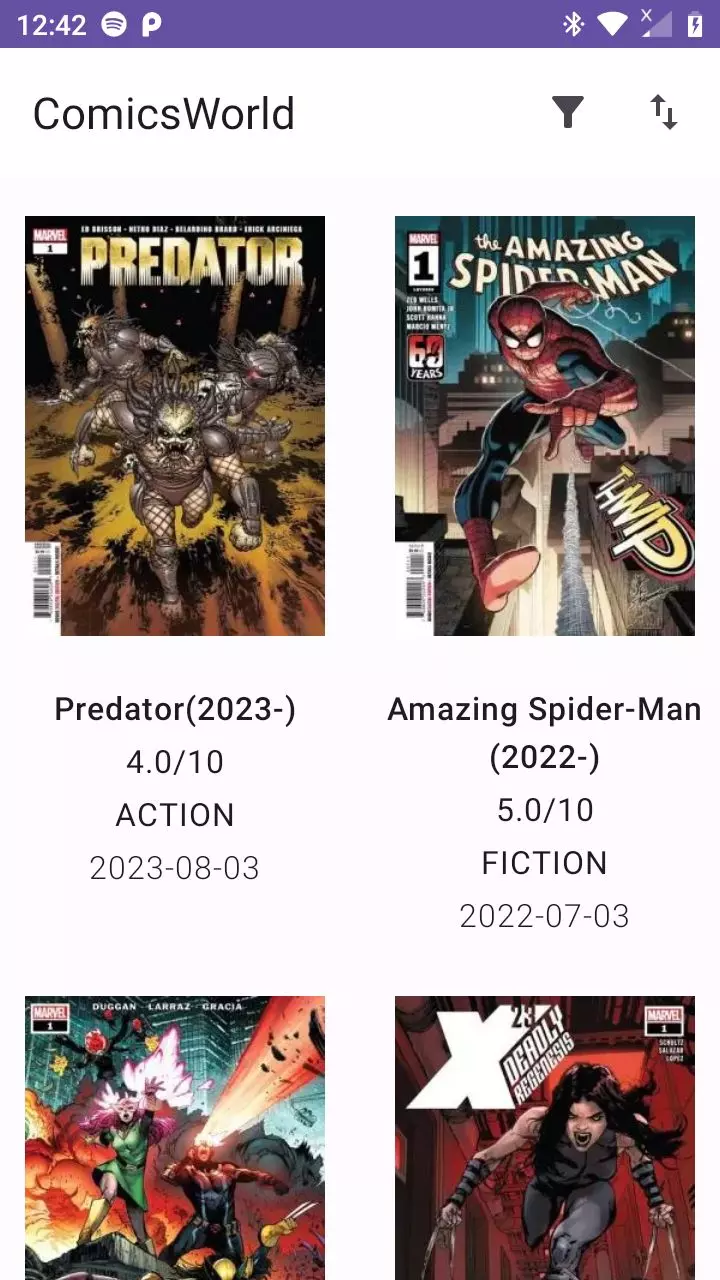 12:42
ComicsWorld
MARVEL
1
ED BRISSON • NETHO DIAZ • BELARDINO BRABO • ERICK ARCINIEGA
PREDATOR
MARVEL
1
the AMAZING
SPIDER-MAN
ZEB WELLS
JOHN ROMITA JR
SCOTT HANNA
MARCIO MENYZ
60
YEARS
THWIP
Predator(2023-)
4.0/10
ACTION
2023-08-03
Amazing Spider-Man
(2022-)
5.0/10
FICTION
2022-07-03
MARVEL
1
DUGGAN • LARRAZ • GRACIA
X
23
DEADLY
REGENESIS
MARVEL
1
SCHULTZ
SALAZAR
LOPEZ